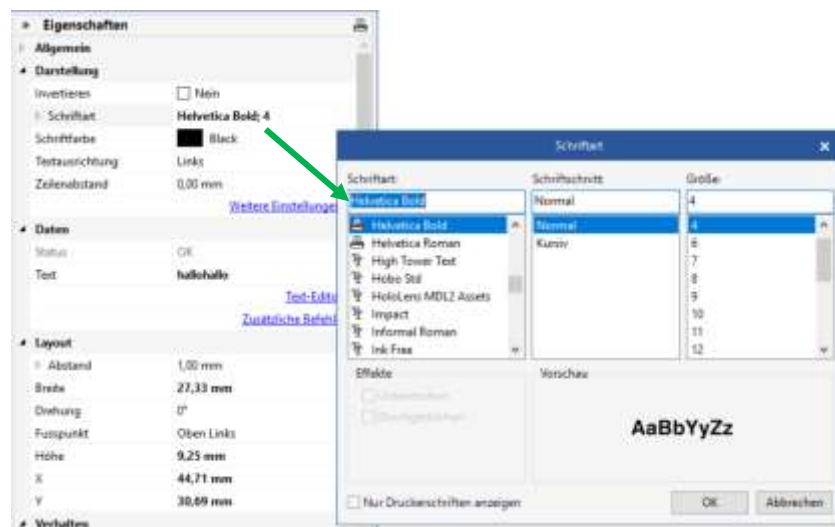 Eigenschaften
Allgemein
Darstellung
Invertieren Nein
Schriftart Helvetica Bold; 4
Schriftfarbe Black
Textausrichtung Links
Zeilenabstand 0,00 mm
Weitere Einstellungen
Daten
Status OK
Text hallohallo
Text-Edito
Zusätzliche Befehl
Layout
Abstand 1,00 mm
Breite 27,33 mm
Drehung 0°
Fusspunkt Oben Links
Höhe 9,25 mm
X 44,71 mm
Y 30,69 mm
Verhalten
Schriftart
Schriftart: Schriftschnitt: Größe:
Helvetica Bold Normal 4
Helvetica Bold Normal 4
Helvetica Roman Kursiv 6
High Tower Text 7
Hobo Std 8
HoloLens MDL2 Assets 9
Impact 10
Informal Roman 11
Ink Free 12
Effekte Vorschau
Unterstrichen
Durchgestrichen
AaBbYyZz
Nur Druckerschriften anzeigen OK Abbrechen